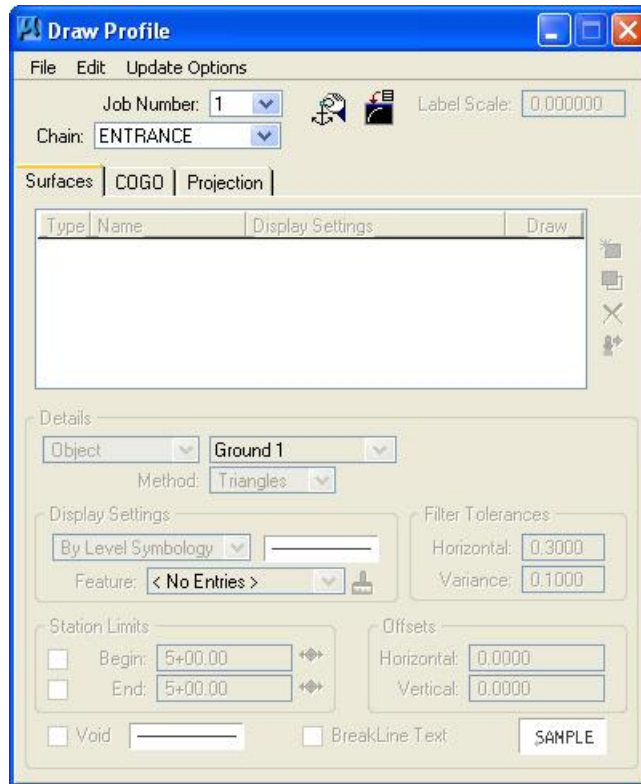 Draw Profile
File Edit Update Options
Job Number: 1 Label Scale: 0.000000
Chain: ENTRANCE
Surfaces COGO Projection
Type Name Display Settings Draw
Details
Object Ground 1
Method: Triangles
Display Settings Filter Tolerances
By Level Symbology Horizontal: 0.3000
Feature: < No Entries > Variance: 0.1000
Station Limits Offsets
Begin: 5+00.00 Horizontal: 0.0000
End: 5+00.00 Vertical: 0.0000
Void BreakLine Text SAMPLE